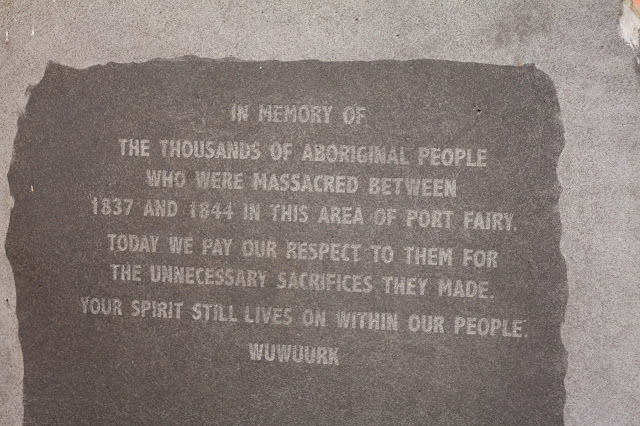 IN MEMORY OF
THE THOUSANDS OF ABORIGINAL PEOPLE
WHO WERE MASSACRED BETWEEN
1837 AND 1844 IN THIS AREA OF PORT FAIRY.
TODAY WE PAY OUR RESPECT TO THEM FOR
THE UNNECESSARY SACRIFICES THEY MADE.
YOUR SPIRIT STILL LIVES ON WITHIN OUR PEOPLE.
WUWUURK